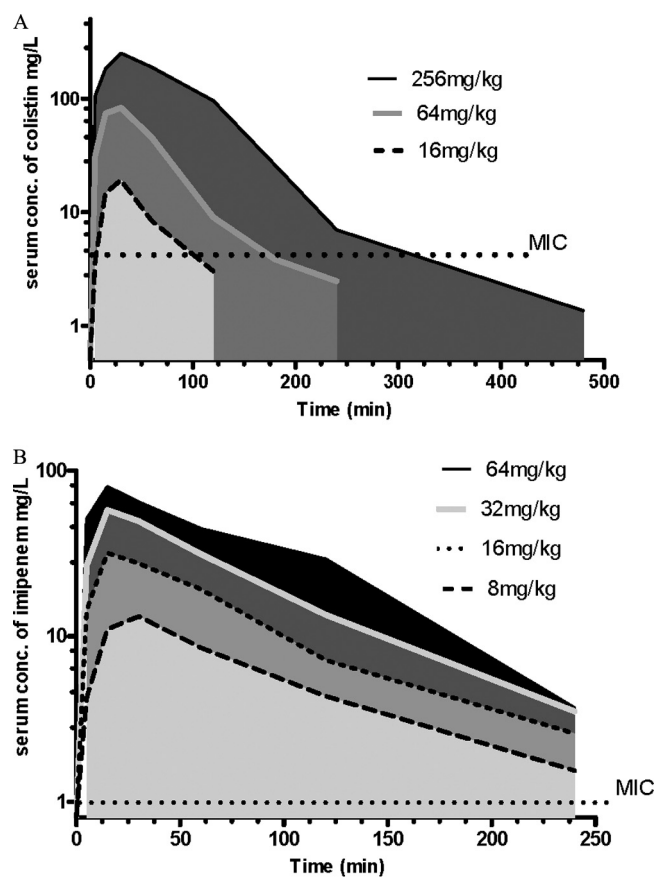 A
serum conc. of colistin mg/L
100
10
1
256mg/kg
64mg/kg
16mg/kg
MIC
0 100 200 300 400 500
Time (min)
B
serum conc. of imipenem mg/L
100
10
1
64mg/kg
32mg/kg
16mg/kg
8mg/kg
MIC
0 50 100 150 200 250
Time (min)